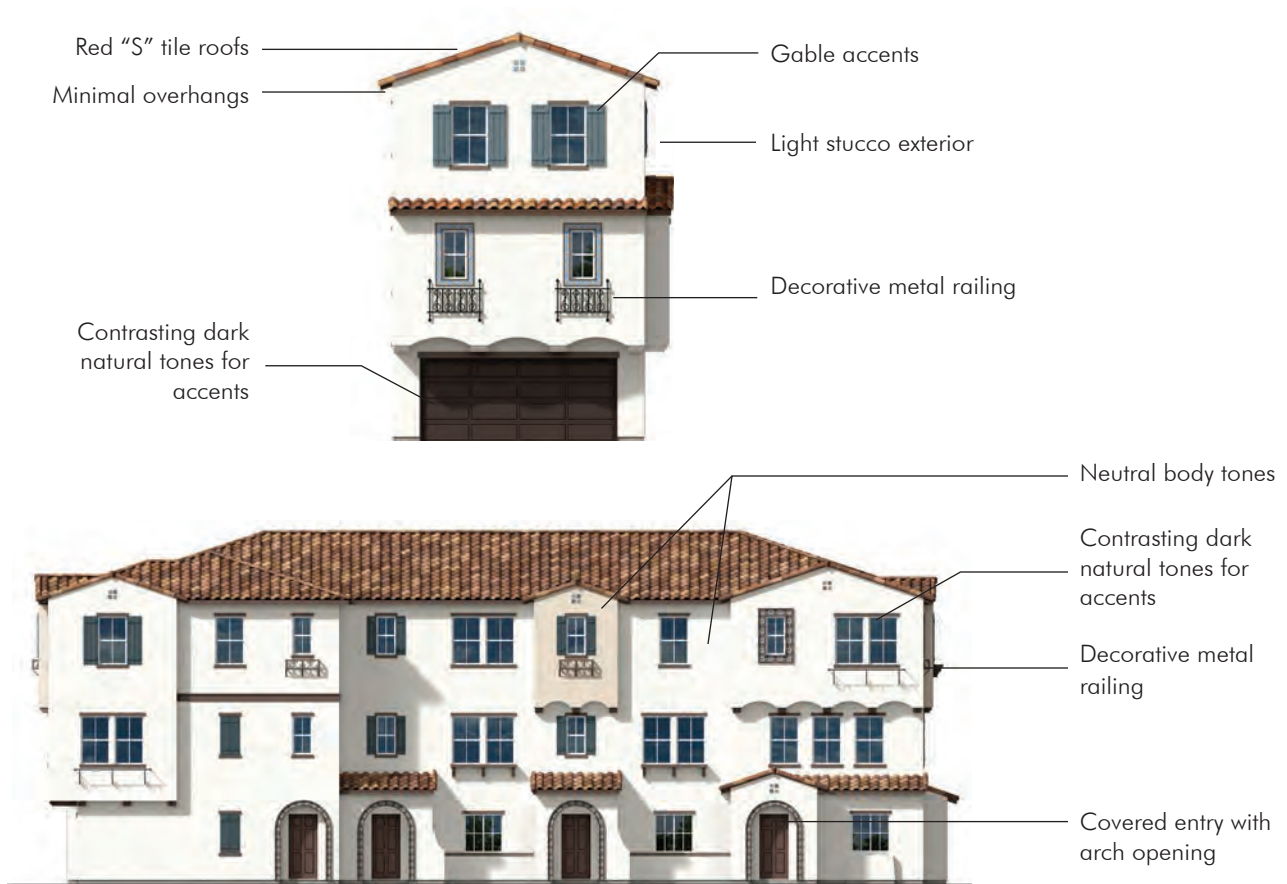 Red “S” tile roofs
Minimal overhangs
Gable accents
Light stucco exterior
Decorative metal railing
Contrasting dark
natural tones for
accents
Neutral body tones
Contrasting dark
natural tones for
accents
Decorative metal
railing
Covered entry with
arch opening